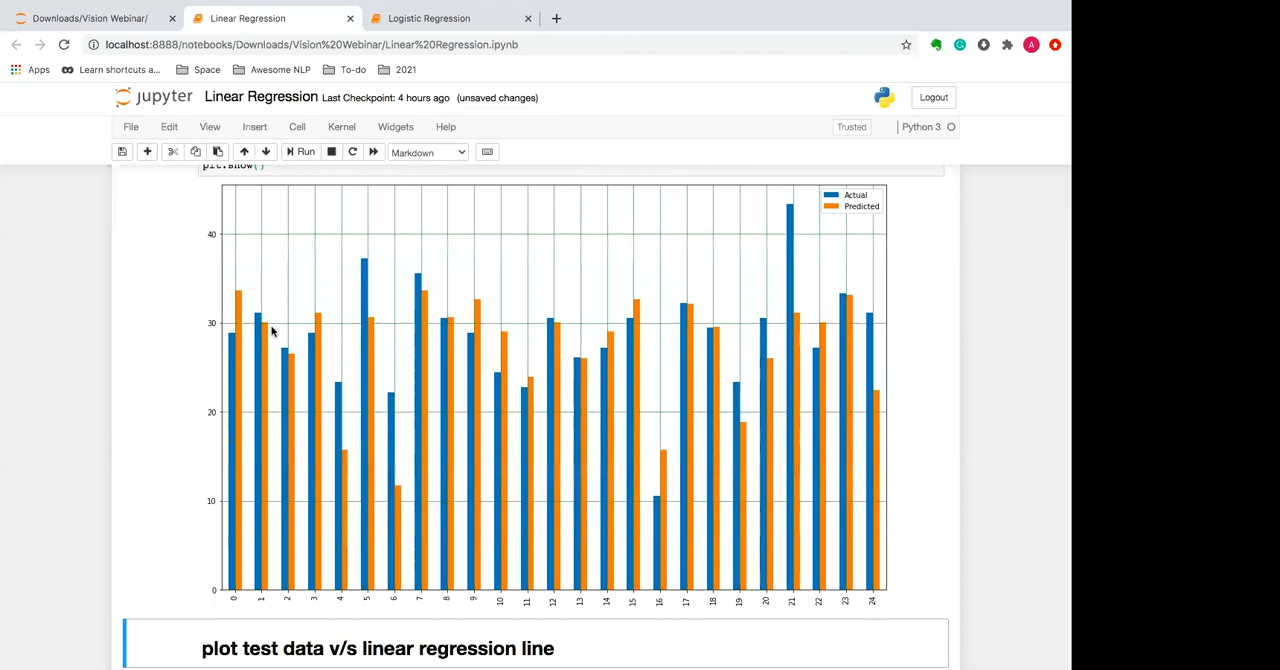 Downloads/Vision Webinar/
Linear Regression
Logistic Regression
localhost:8888/notebooks/Downloads/Vision%20Webinar/Linear%20Regression.ipynb
A
Apps
Learn shortcuts a...
Space
Awesome NLP
To-do
2021
jupyter Linear Regression Last Checkpoint: 4 hours ago (unsaved changes)
Logout
File Edit View Insert Cell Kernel Widgets Help
Trusted
Python 3
Run
Markdown
plt.show()
Actual
Predicted
40
30
20
10
0
0 1 2 3 4 5 6 7 8 9 10 11 12 13 14 15 16 17 18 19 20 21 22 23 24
plot test data v/s linear regression line